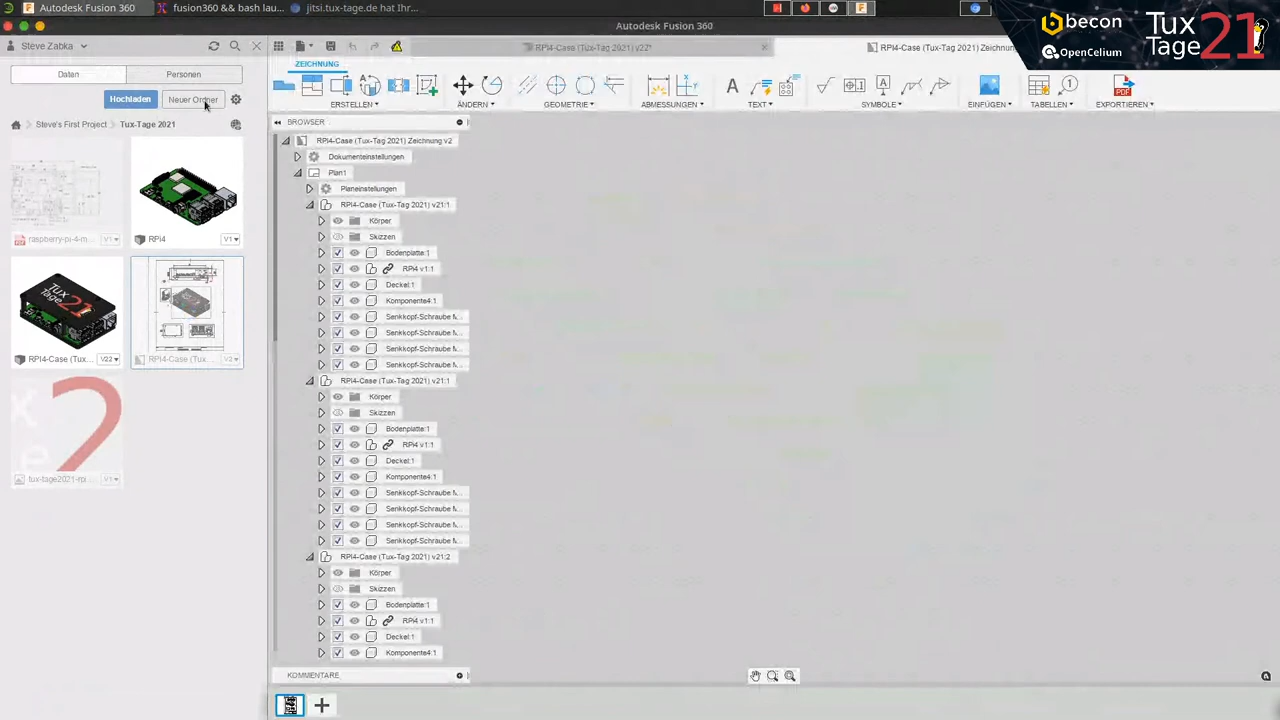 Autodesk Fusion 360
fusion360 && bash lau...
jitsi.tux-tage.de hat Ihr...
Autodesk Fusion 360
becon
OpenCelium
Tux
Tage21
Steve Zabka
RPI4-Case (Tux-Tag 2021) v22*
RPI4-Case (Tux-Tag 2021) Zeichnun
Daten
Personen
Hochladen
Neuer Ordner
Steve's First Project
Tux-Tage 2021
ZEICHNUNG
ERSTELLEN
ÄNDERN
GEOMETRIE
ABMESSUNGEN
TEXT
SYMBOLE
EINFÜGEN
TABELLEN
EXPORTIEREN
PDF
BROWSER
raspberry-pi-4-m...
V1
RPi4
V1
Tux
Tage21
RPI4-Case (Tux...
V22
RPI4-Case (Tux...
V2
tux-tage2021-rpi...
V1
RPI4-Case (Tux-Tag 2021) Zeichnung v2
Dokumenteinstellungen
Plan1
Planeinstellungen
RPI4-Case (Tux-Tag 2021) v21:1
Körper
Skizzen
Bodenplatte:1
RPi4 v1:1
Deckel:1
Komponente4:1
Senkkopf-Schraube M...
Senkkopf-Schraube M...
Senkkopf-Schraube M...
Senkkopf-Schraube M...
RPI4-Case (Tux-Tag 2021) v21:1
Körper
Skizzen
Bodenplatte:1
RPi4 v1:1
Deckel:1
Komponente4:1
Senkkopf-Schraube M...
Senkkopf-Schraube M...
Senkkopf-Schraube M...
Senkkopf-Schraube M...
RPI4-Case (Tux-Tag 2021) v21:2
Körper
Skizzen
Bodenplatte:1
RPi4 v1:1
Deckel:1
Komponente4:1
KOMMENTARE